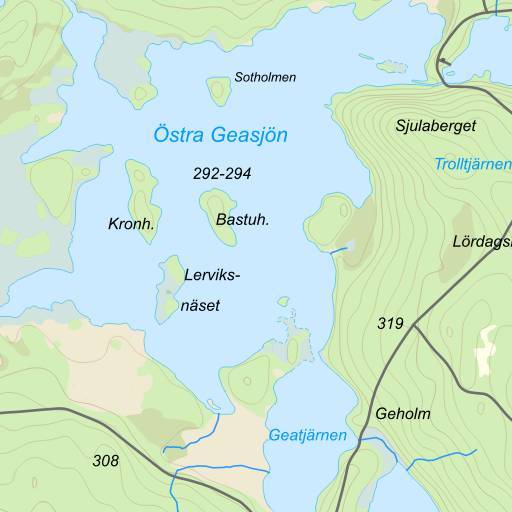 Sotholmen
Östra Geasjön
Sjulaberget
292-294
Trolltjärnen
Kronh.
Bastuh.
Lerviks-
näset
319
Geholm
Geatjärnen
308